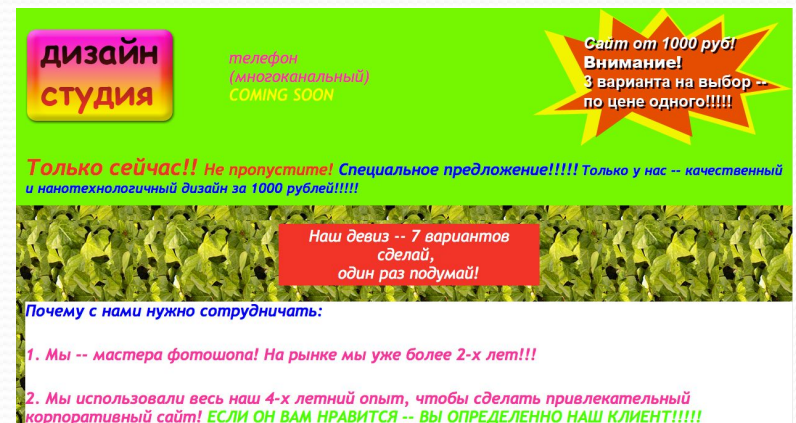 дизайн
студия
телефон
(многоканальный)
COMING SOON
Сайт от 1000 руб!
Внимание!
3 варианта на выбор --
по цене одного!!!!!
Только сейчас!! Не пропустите! Специальное предложение!!!!! Только у нас -- качественный
и нанотехнологичный дизайн за 1000 рублей!!!!!
Наш девиз -- 7 вариантов
сделай,
один раз подумай!
Почему с нами нужно сотрудничать:
1. Мы -- мастера фотошопа! На рынке мы уже более 2-х лет!!!
2. Мы использовали весь наш 4-х летний опыт, чтобы сделать привлекательный
корпоративный сайт! ЕСЛИ ОН ВАМ НРАВИТСЯ -- ВЫ ОПРЕДЕЛЕННО НАШ КЛИЕНТ!!!!!